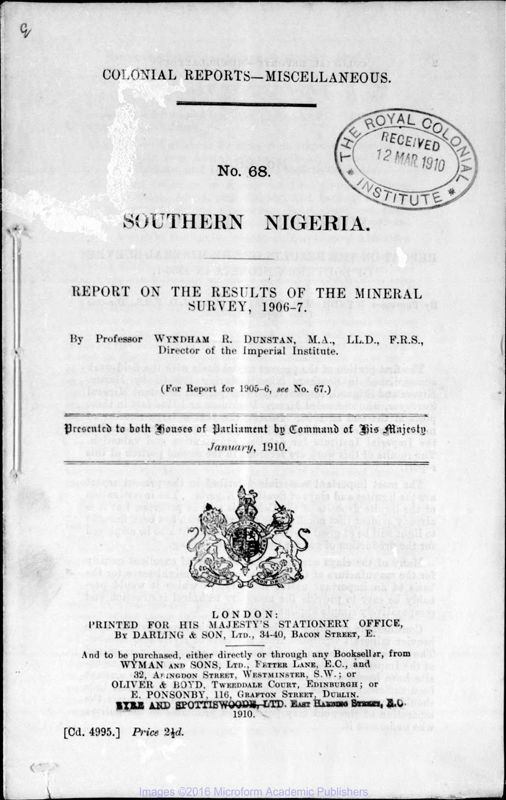 COLONIAL REPORTS—MISCELLANEOUS.
THE ROYAL COLONIAL INSTITUTE
RECEIVED
12 MAR 1910
No. 68.
SOUTHERN NIGERIA.
REPORT ON THE RESULTS OF THE MINERAL
SURVEY, 1906-7.
By Professor WYNDHAM R. DUNSTAN, M.A., LL.D., F.R.S.,
Director of the Imperial Institute.
(For Report for 1905-6, see No. 67.)
Presented to both Houses of Parliament by Command of His Majesty.
January, 1910.
LONDON:
PRINTED FOR HIS MAJESTY'S STATIONERY OFFICE,
BY DARLING & SON, LTD., 34-40, BACON STREET, E.
And to be purchased, either directly or through any Bookseller, from
WYMAN AND SONS, LTD., FETTER LANE, E.C., and
32, ABINGDON STREET, WESTMINSTER, S.W.; or
OLIVER & BOYD, TWEEDDALE COURT, EDINBURGH; or
E. PONSONBY, 116, GRAFTON STREET, DUBLIN.
EYRE AND SPOTTISWOODE, LTD. EAST HARDING STREET, E.C.
1910.
[Cd. 4995.] Price 2½d.
Images ©2016 Microform Academic Publishers